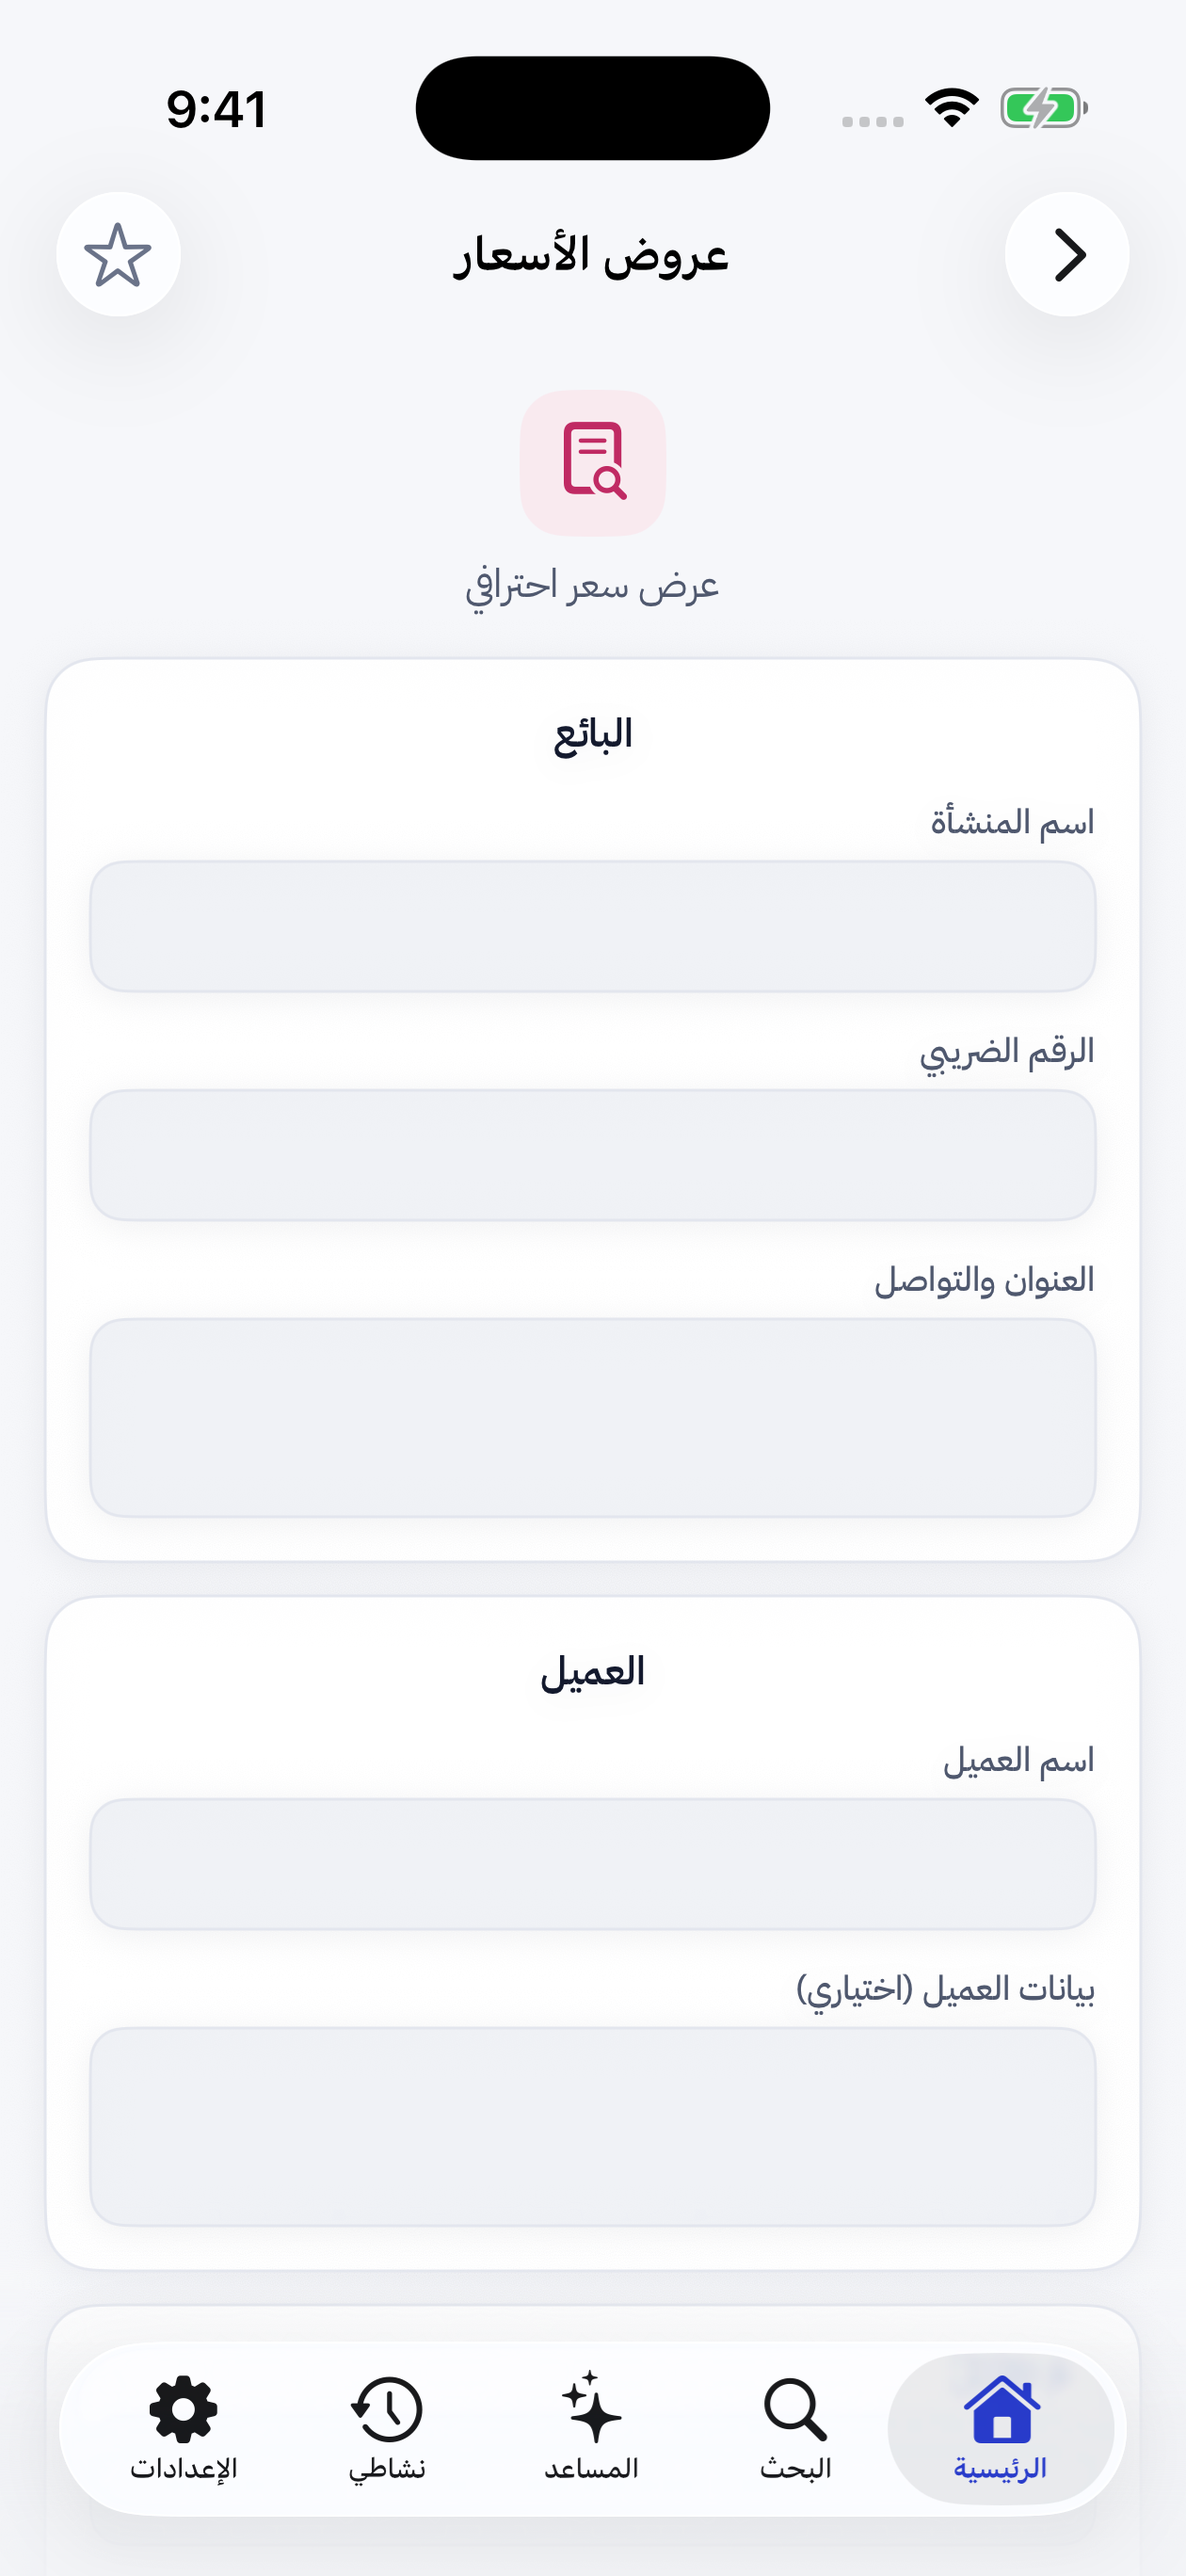 9:41
عروض الأسعار
عرض سعر احترافي
البائع
اسم المنشأة
الرقم الضريبي
العنوان والتواصل
العميل
اسم العميل
بيانات العميل (اختياري)
الرئيسية
البحث
المساعد
نشاطي
الإعدادات